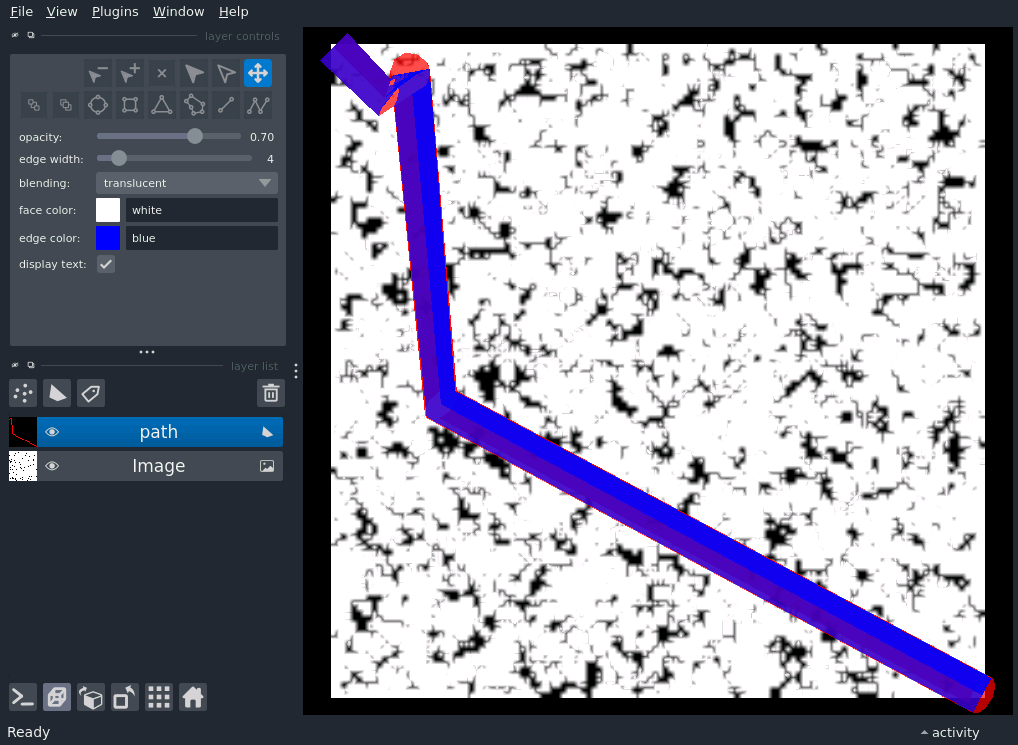 File View Plugins Window Help
layer controls
opacity: 0.70
edge width: 4
blending: translucent
face color: white
edge color: blue
display text:
layer list
path
Image
Ready activity